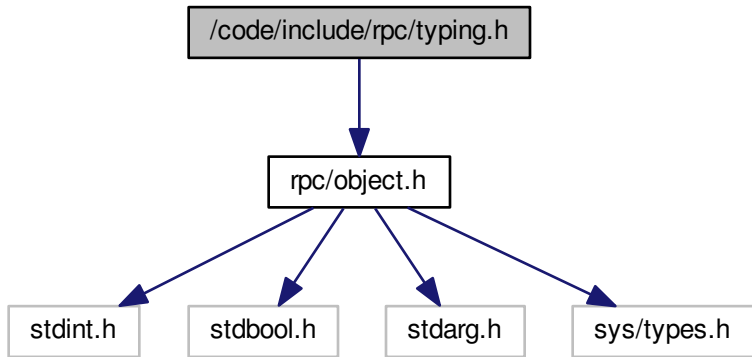 /code/include/rpc/typing.h
rpc/object.h
stdint.h
stdbool.h
stdarg.h
sys/types.h